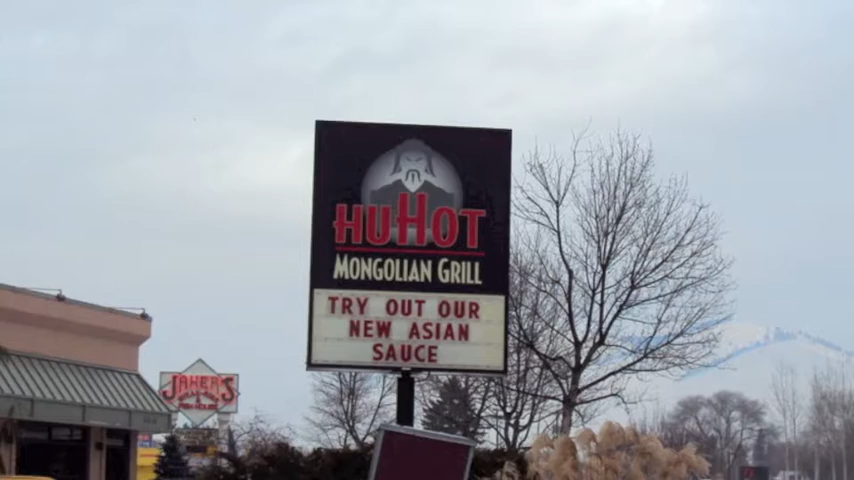 HUHOT
MONGOLIAN GRILL
TRY OUT OUR
NEW ASIAN
SAUCE
JAKER'S